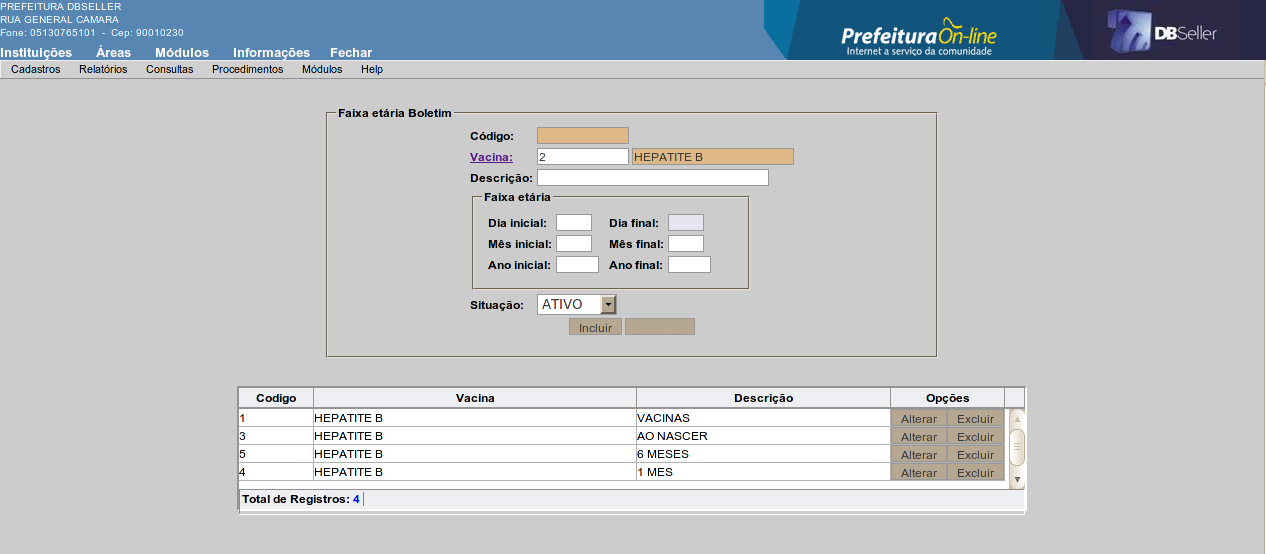 PREFEITURA DBSELLER
RUA GENERAL CAMARA
Fone: 05130765101 - Cep: 90010230
Prefeitura On-line
Internet a serviço da comunidade
DBSeller
Instituições Áreas Módulos Informações Fechar
Cadastros Relatórios Consultas Procedimentos Módulos Help
Faixa etária Boletim
Código:
Vacina: 2 HEPATITE B
Descrição:
Faixa etária
Dia inicial: Dia final:
Mês inicial: Mês final:
Ano inicial: Ano final:
Situação: ATIVO
Incluir
Codigo Vacina Descrição Opções
1 HEPATITE B VACINAS Alterar Excluir
3 HEPATITE B AO NASCER Alterar Excluir
5 HEPATITE B 6 MESES Alterar Excluir
4 HEPATITE B 1 MES Alterar Excluir
Total de Registros: 4